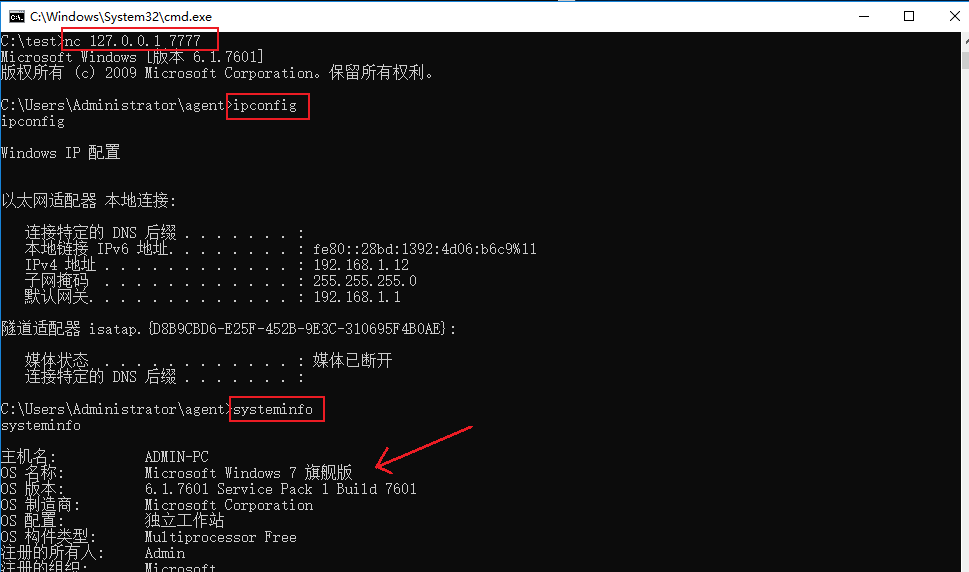 C:\Windows\System32\cmd.exe
C:\test>nc 127.0.0.1 7777
Microsoft Windows [版本 6.1.7601]
版权所有 (c) 2009 Microsoft Corporation。保留所有权利。
C:\Users\Administrator\agent>ipconfig
ipconfig
Windows IP 配置
以太网适配器 本地连接:
连接特定的 DNS 后缀 . . . . . . . :
本地链接 IPv6 地址. . . . . . . . : fe80::28bd:1392:4d06:b6c9%11
IPv4 地址 . . . . . . . . . . . . : 192.168.1.12
子网掩码 . . . . . . . . . . . . : 255.255.255.0
默认网关. . . . . . . . . . . . . : 192.168.1.1
隧道适配器 isatap.{D8B9CBD6-E25F-452B-9E3C-310695F4B0AE}:
媒体状态 . . . . . . . . . . . . : 媒体已断开
连接特定的 DNS 后缀 . . . . . . . :
C:\Users\Administrator\agent>systeminfo
systeminfo
主机名: ADMIN-PC
OS 名称: Microsoft Windows 7 旗舰版
OS 版本: 6.1.7601 Service Pack 1 Build 7601
OS 制造商: Microsoft Corporation
OS 配置: 独立工作站
OS 构件类型: Multiprocessor Free
注册的所有人: Admin
注册的组织: Microsoft